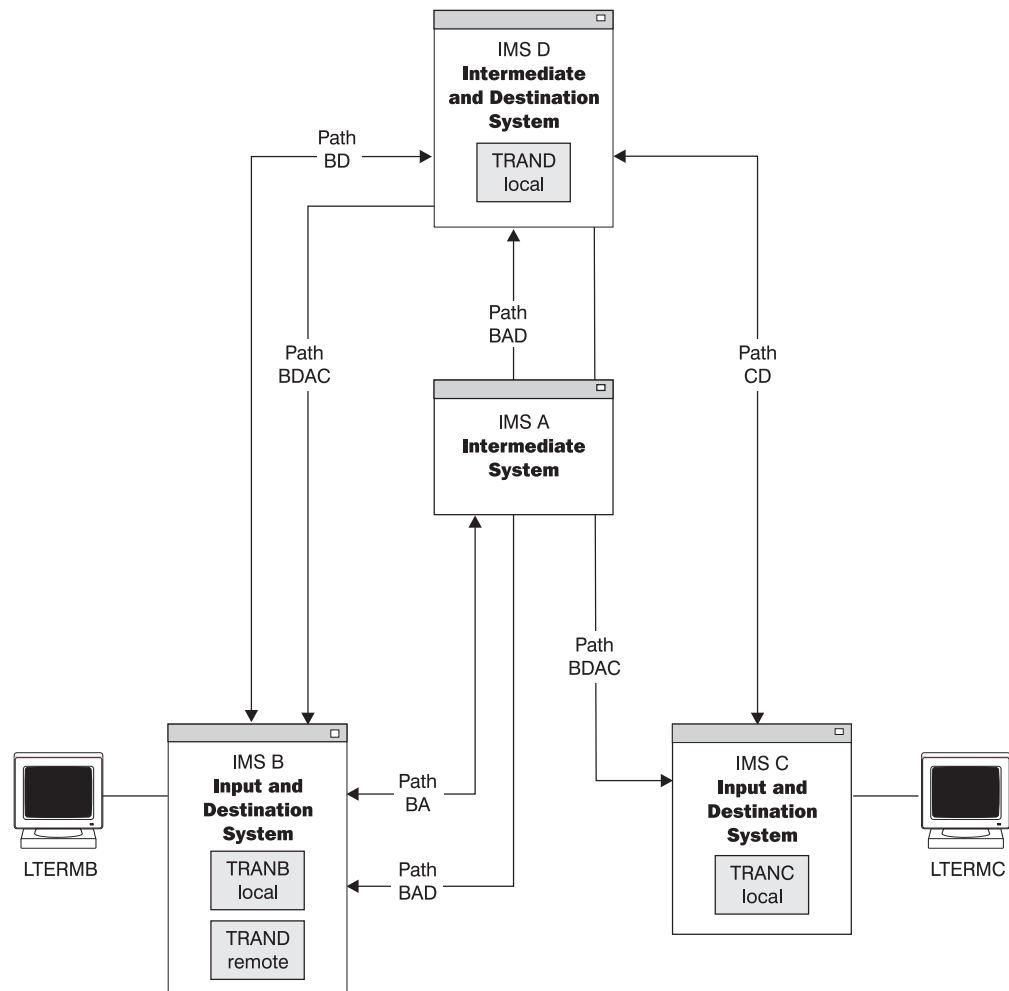 IMS D
Intermediate
and Destination
System
TRAND
local
Path
BD
Path
BAD
Path
BDAC
Path
CD
IMS A
Intermediate
System
Path
BDAC
IMS B
Input and
Destination
System
TRANB
local
TRAND
remote
Path
BA
Path
BAD
IMS C
Input and
Destination
System
TRANC
local
LTERMB
LTERMC